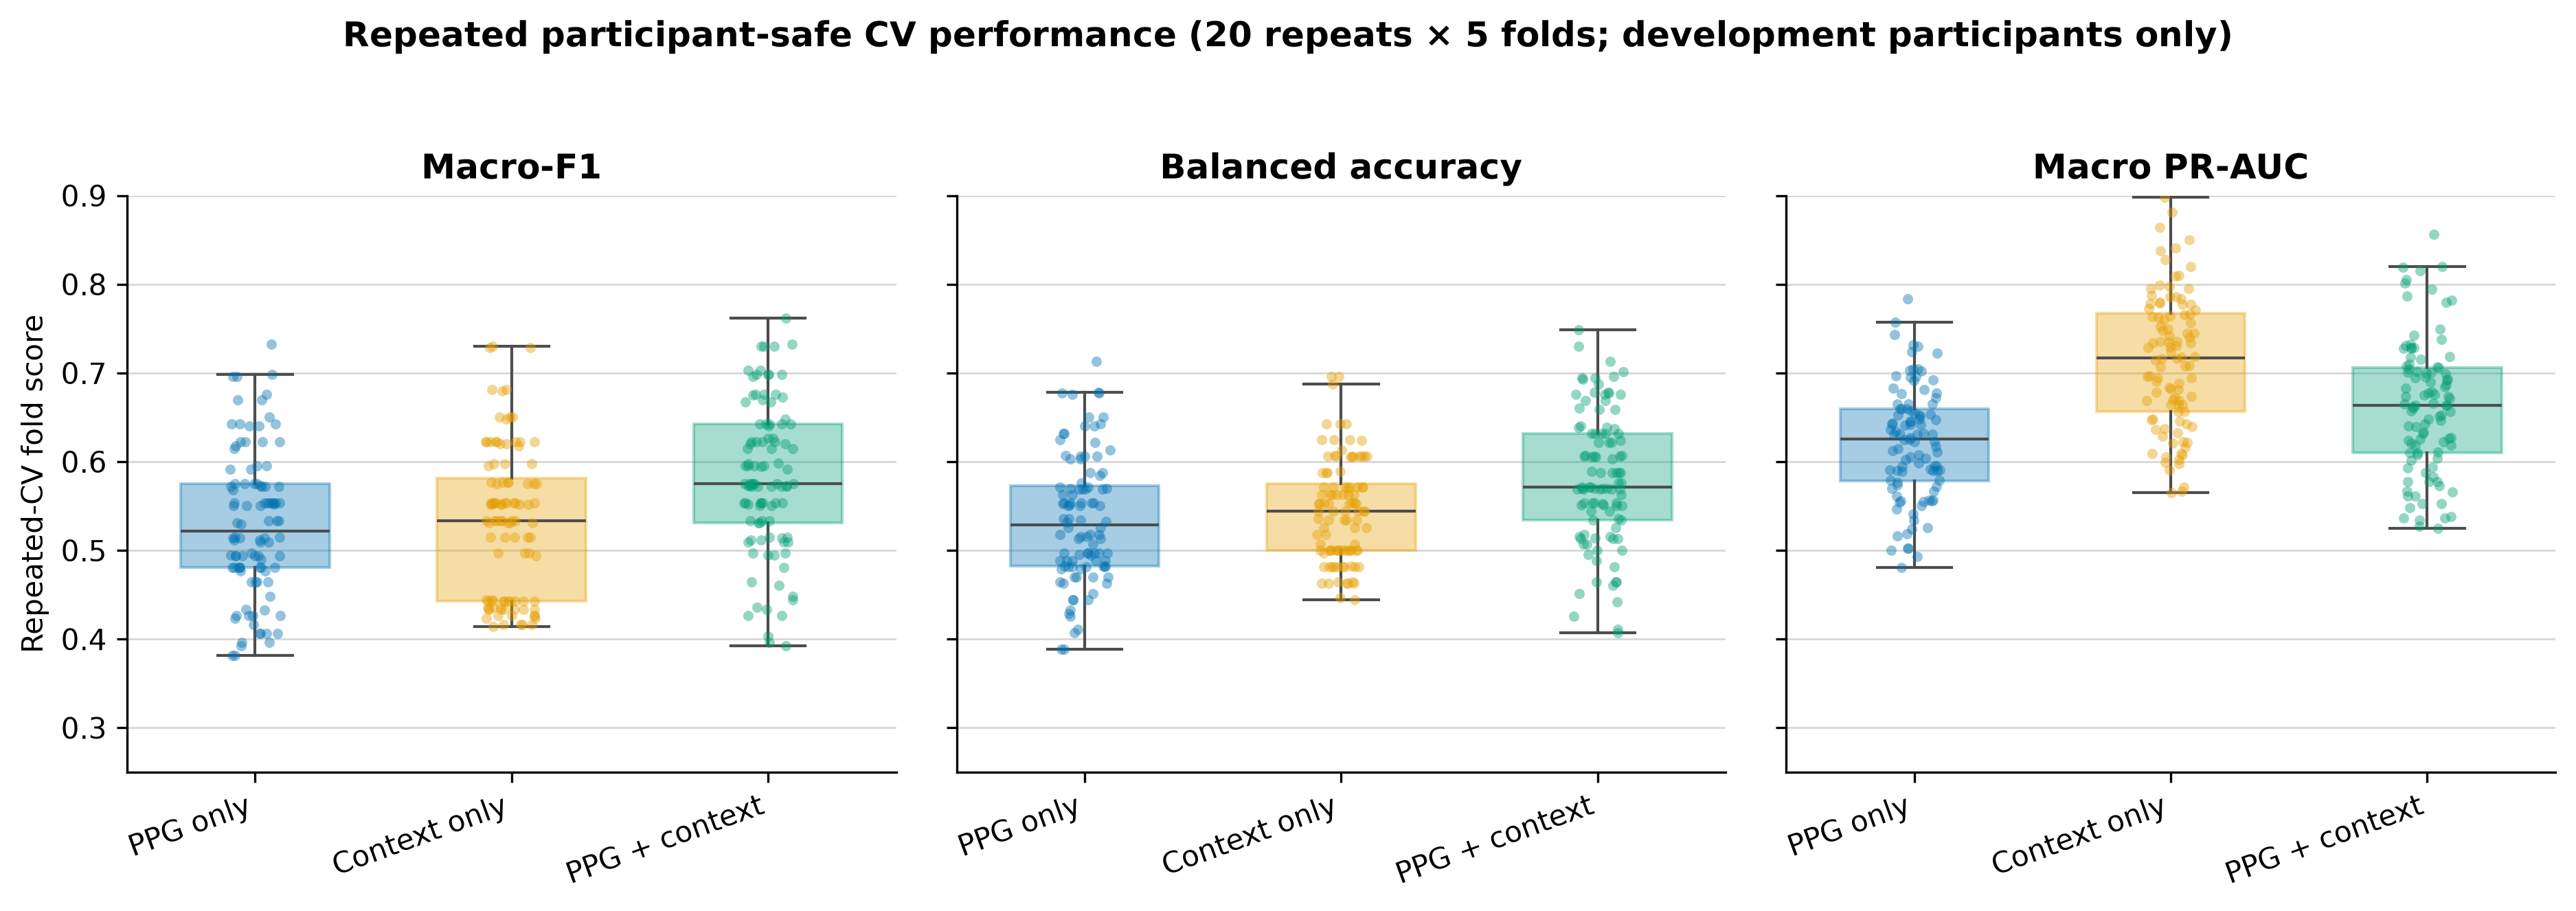 Repeated participant-safe CV performance (20 repeats × 5 folds; development participants only)
Macro-F1
Balanced accuracy
Macro PR-AUC
Repeated-CV fold score
0.9
0.8
0.7
0.6
0.5
0.4
0.3
PPG only
Context only
PPG + context
PPG only
Context only
PPG + context
PPG only
Context only
PPG + context